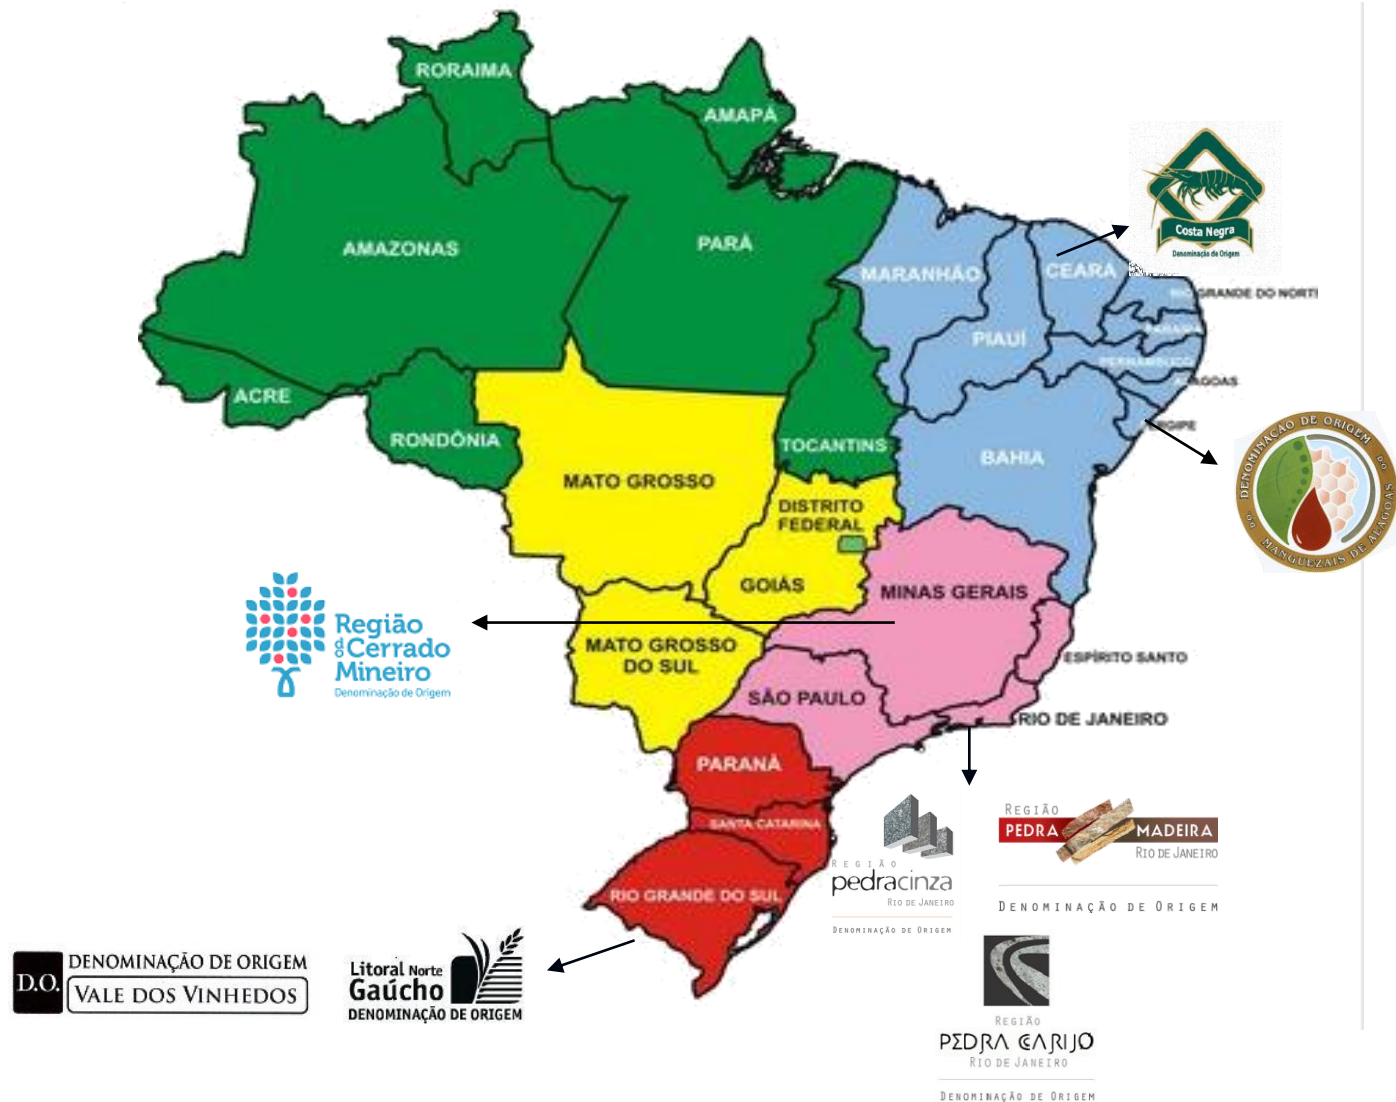 RORAIMA
AMAPÁ
AMAZONAS
PARÁ
MARANHÃO
CEARÁ
Costa Negra
Denominação de Origem
GRANDE DO NORTE
PIAUÍ
PERNAMBUCO
AGOAS
ACRE
RONDÔNIA
TOCANTINS
BAHIA
DENOMINAÇÃO DE ORIGEM
DO
DO
MANGUEZAIS DE ALAGOAS
MATO GROSSO
DISTRITO
FEDERAL
GOIÁS
MINAS GERAIS
Região
do Cerrado
Mineiro
Denominação de Origem
MATO GROSSO
DO SUL
ESPÍRITO SANTO
SÃO PAULO
RIO DE JANEIRO
PARANÁ
SANTA CATARINA
RIO GRANDE DO SUL
REGIÃO
pedracinza
RIO DE JANEIRO
DENOMINAÇÃO DE ORIGEM
REGIÃO
PEDRA MADEIRA
RIO DE JANEIRO
DENOMINAÇÃO DE ORIGEM
D.O.
DENOMINAÇÃO DE ORIGEM
VALE DOS VINHEDOS
Litoral Norte
Gaúcho
DENOMINAÇÃO DE ORIGEM
REGIÃO
PEDRA CARIJÓ
RIO DE JANEIRO
DENOMINAÇÃO DE ORIGEM